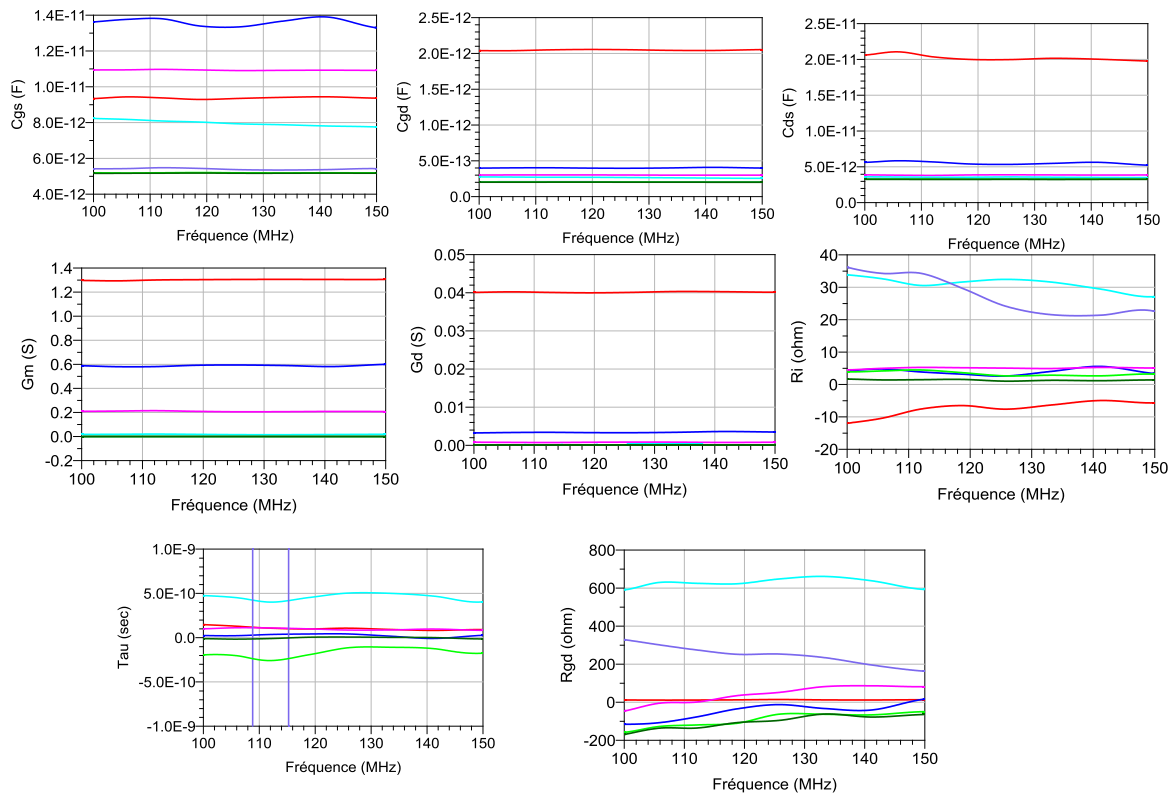 Cgs (F)
1.4E-11
1.2E-11
1.0E-11
8.0E-12
6.0E-12
4.0E-12
100 110 120 130 140 150
Fréquence (MHz)
Cgd (F)
2.5E-12
2.0E-12
1.5E-12
1.0E-12
5.0E-13
0.0
100 110 120 130 140 150
Fréquence (MHz)
Cds (F)
2.5E-11
2.0E-11
1.5E-11
1.0E-11
5.0E-12
0.0
100 110 120 130 140 150
Fréquence (MHz)
Gm (S)
1.4
1.2
1.0
0.8
0.6
0.4
0.2
0.0
-0.2
100 110 120 130 140 150
Fréquence (MHz)
Gd (S)
0.05
0.04
0.03
0.02
0.01
0.00
100 110 120 130 140 150
Fréquence (MHz)
Ri (ohm)
40
30
20
10
0
-10
-20
100 110 120 130 140 150
Fréquence (MHz)
Tau (sec)
1.0E-9
5.0E-10
0.0
-5.0E-10
-1.0E-9
100 110 120 130 140 150
Fréquence (MHz)
Rgd (ohm)
800
600
400
200
0
-200
100 110 120 130 140 150
Fréquence (MHz)